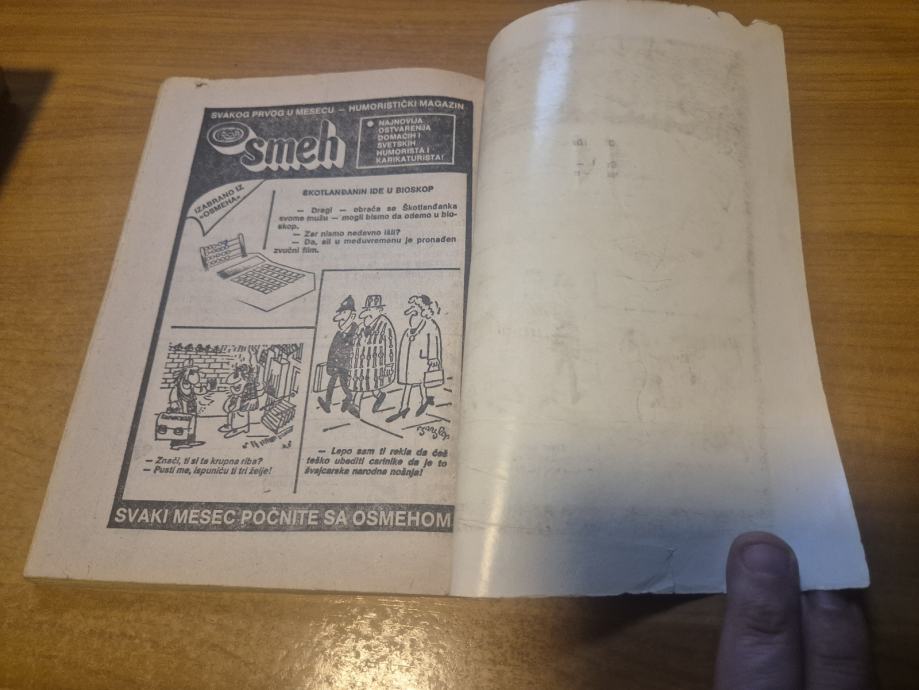 SVAKOG PRVOG U MESECU — HUMORISTIČKI MAGAZIN
smeh
• NAJNOVIJA
OSTVARENJA
DOMAĆIH I
SVETSKIH
HUMORISTA I
KARIKATURISTA!
IZABRANO IZ
»OSMEHA«
ŠKOTLANĐANIN IDE U BIOSKOP
— Dragi — obraća se Škotlanđanka
svome mužu — mogli bismo da odemo u bio-
skop.
— Zar nismo nedavno išli?
— Da, ali u međuvremenu je pronađen
zvučni film.
— Znači, ti si ta krupna riba?
— Pusti me, ispuniću ti tri želje!
— Lepo sam ti rekla da ćeš
teško ubediti carinike da je to
švajcarska narodna nošnja!
SVAKI MESEC POČNITE SA OSMEHOM